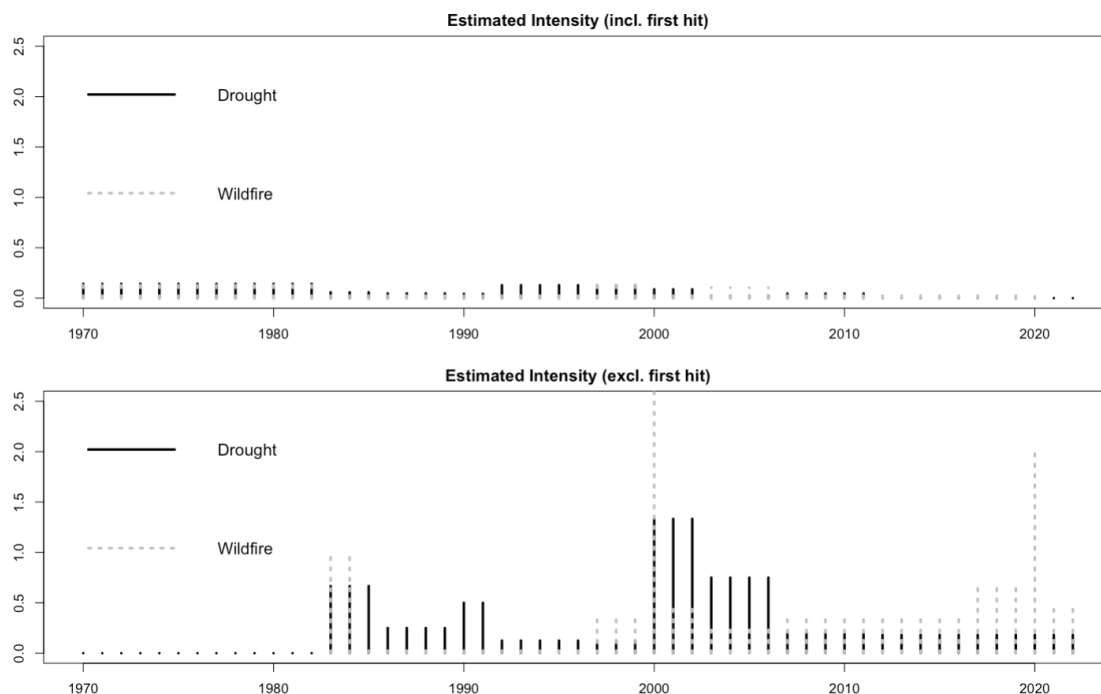 Estimated Intensity (incl. first hit)
2.5
2.0
1.5
1.0
0.5
0.0
Drought
Wildfire
1970 1980 1990 2000 2010 2020
Estimated Intensity (excl. first hit)
2.5
2.0
1.5
1.0
0.5
0.0
Drought
Wildfire
1970 1980 1990 2000 2010 2020